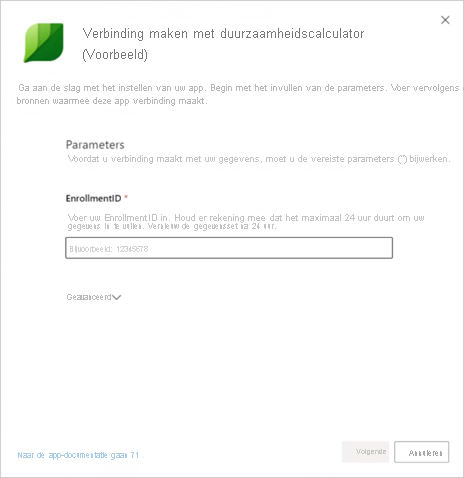 Verbinding maken met duurzaamheidscalculator
(Voorbeeld)
Ga aan de slag met het instellen van uw app. Begin met het invullen van de parameters. Voer vervolgens
bronnen waarmee deze app verbinding maakt.
Parameters
Voordat u verbinding maakt met uw gegevens, moet u de vereiste parameters (*) bijwerken.
EnrollmentID *
Voer uw EnrollmentID in. Houd er rekening mee dat het maximaal 24 uur duurt om uw
gegevens in te vullen. Vernieuw de gegevensset na 24 uur.
Bijvoorbeeld: 12345678
Geavanceerd
Naar de app-documentatie gaan 71
Volgende
Annuleren